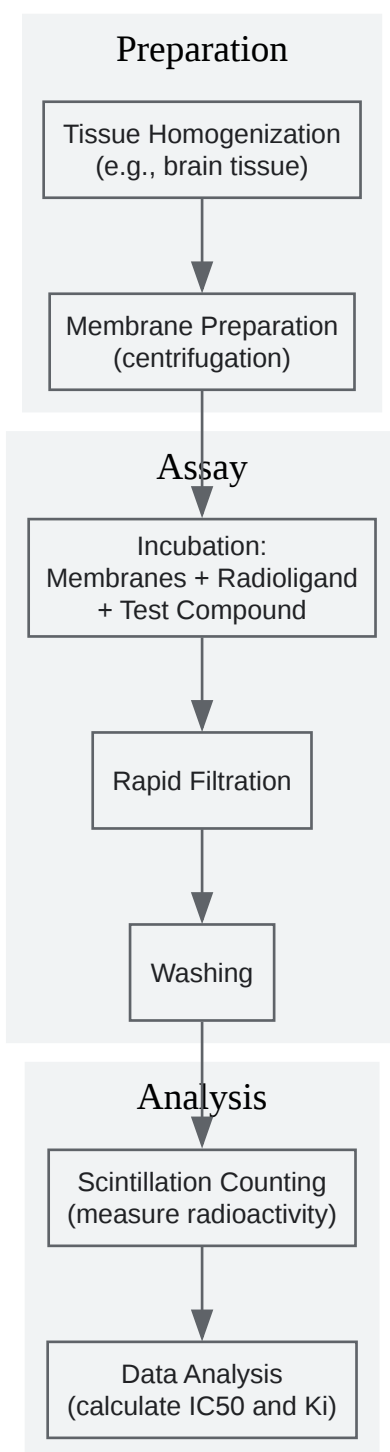 Preparation
Tissue Homogenization
(e.g., brain tissue)
Membrane Preparation
(centrifugation)
Assay
Incubation:
Membranes + Radioligand
+ Test Compound
Rapid Filtration
Washing
Analysis
Scintillation Counting
(measure radioactivity)
Data Analysis
(calculate IC50 and Ki)